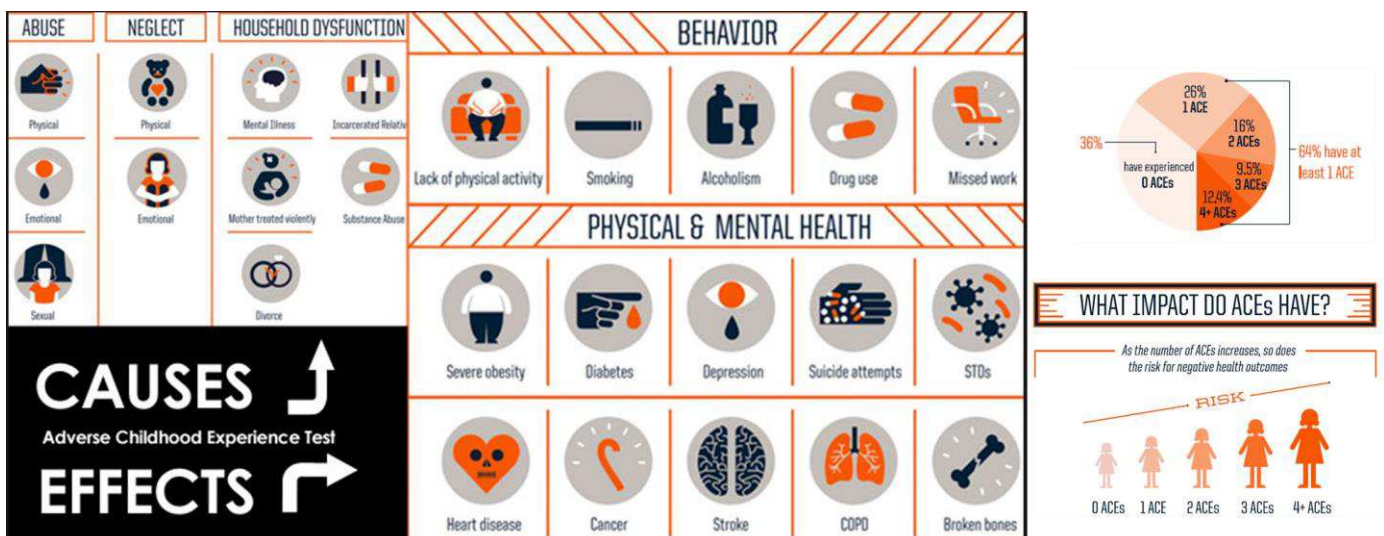 ABUSE
NEGLECT
HOUSEHOLD DYSFUNCTION
Physical
Physical
Mental Illness
Incarcerated Relativ
Emotional
Emotional
Mother treated violently
Substance Abuse
Sexual
Divorce
CAUSES
Adverse Childhood Experience Test
EFFECTS
BEHAVIOR
Lack of physical activity
Smoking
Alcoholism
Drug use
Missed work
PHYSICAL & MENTAL HEALTH
Severe obesity
Diabetes
Depression
Suicide attempts
STDs
Heart disease
Cancer
Stroke
COPD
Broken bones
26%
1 ACE
16%
2 ACEs
36%
have experienced
0 ACEs
9.5%
3 ACEs
12.4%
4+ ACEs
64% have at
least 1 ACE
WHAT IMPACT DO ACEs HAVE?
As the number of ACEs increases, so does
the risk for negative health outcomes
RISK
0 ACEs
1 ACE
2 ACEs
3 ACEs
4+ ACEs